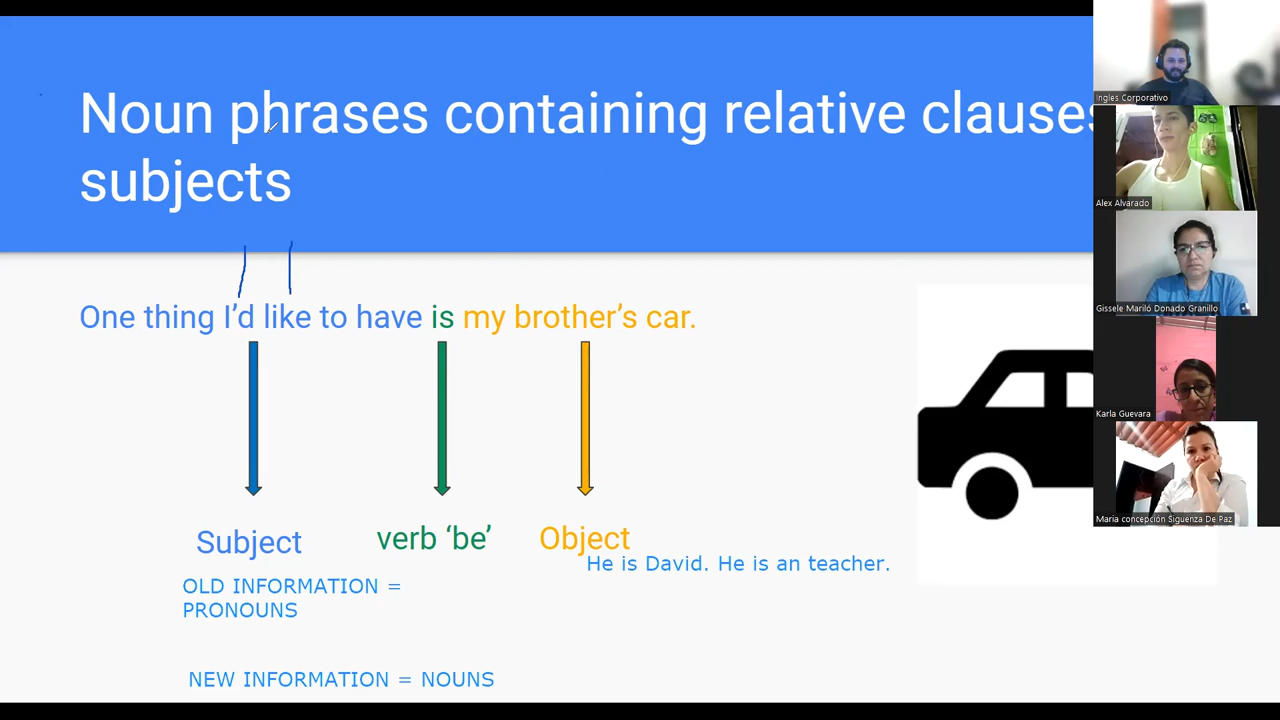 Noun phrases containing relative clauses
subjects
One thing I'd like to have is my brother's car.
Subject
verb ‘be’
Object
He is David. He is an teacher.
OLD INFORMATION =
PRONOUNS
NEW INFORMATION = NOUNS
Ingles Corporativo
Alex Alvarado
Gissele Mariló Donado Granillo
Karla Guevara
Maria concepción Siguenza De Paz